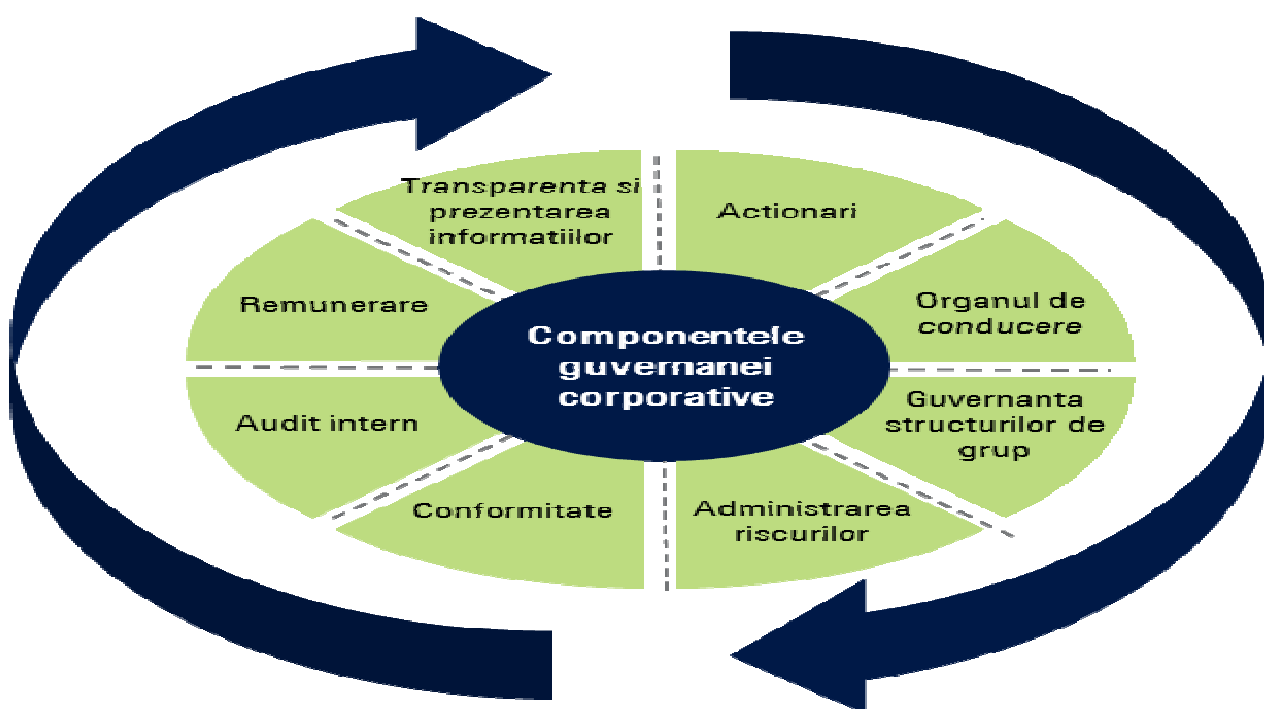 Transparenta si
prezentarea
informatiilor
Actionari
Remunerare
Organul de
conducere
Componentele
guvernanei
corporative
Audit intern
Guvernanta
structurilor de
grup
Conformitate
Administrarea
riscurilor